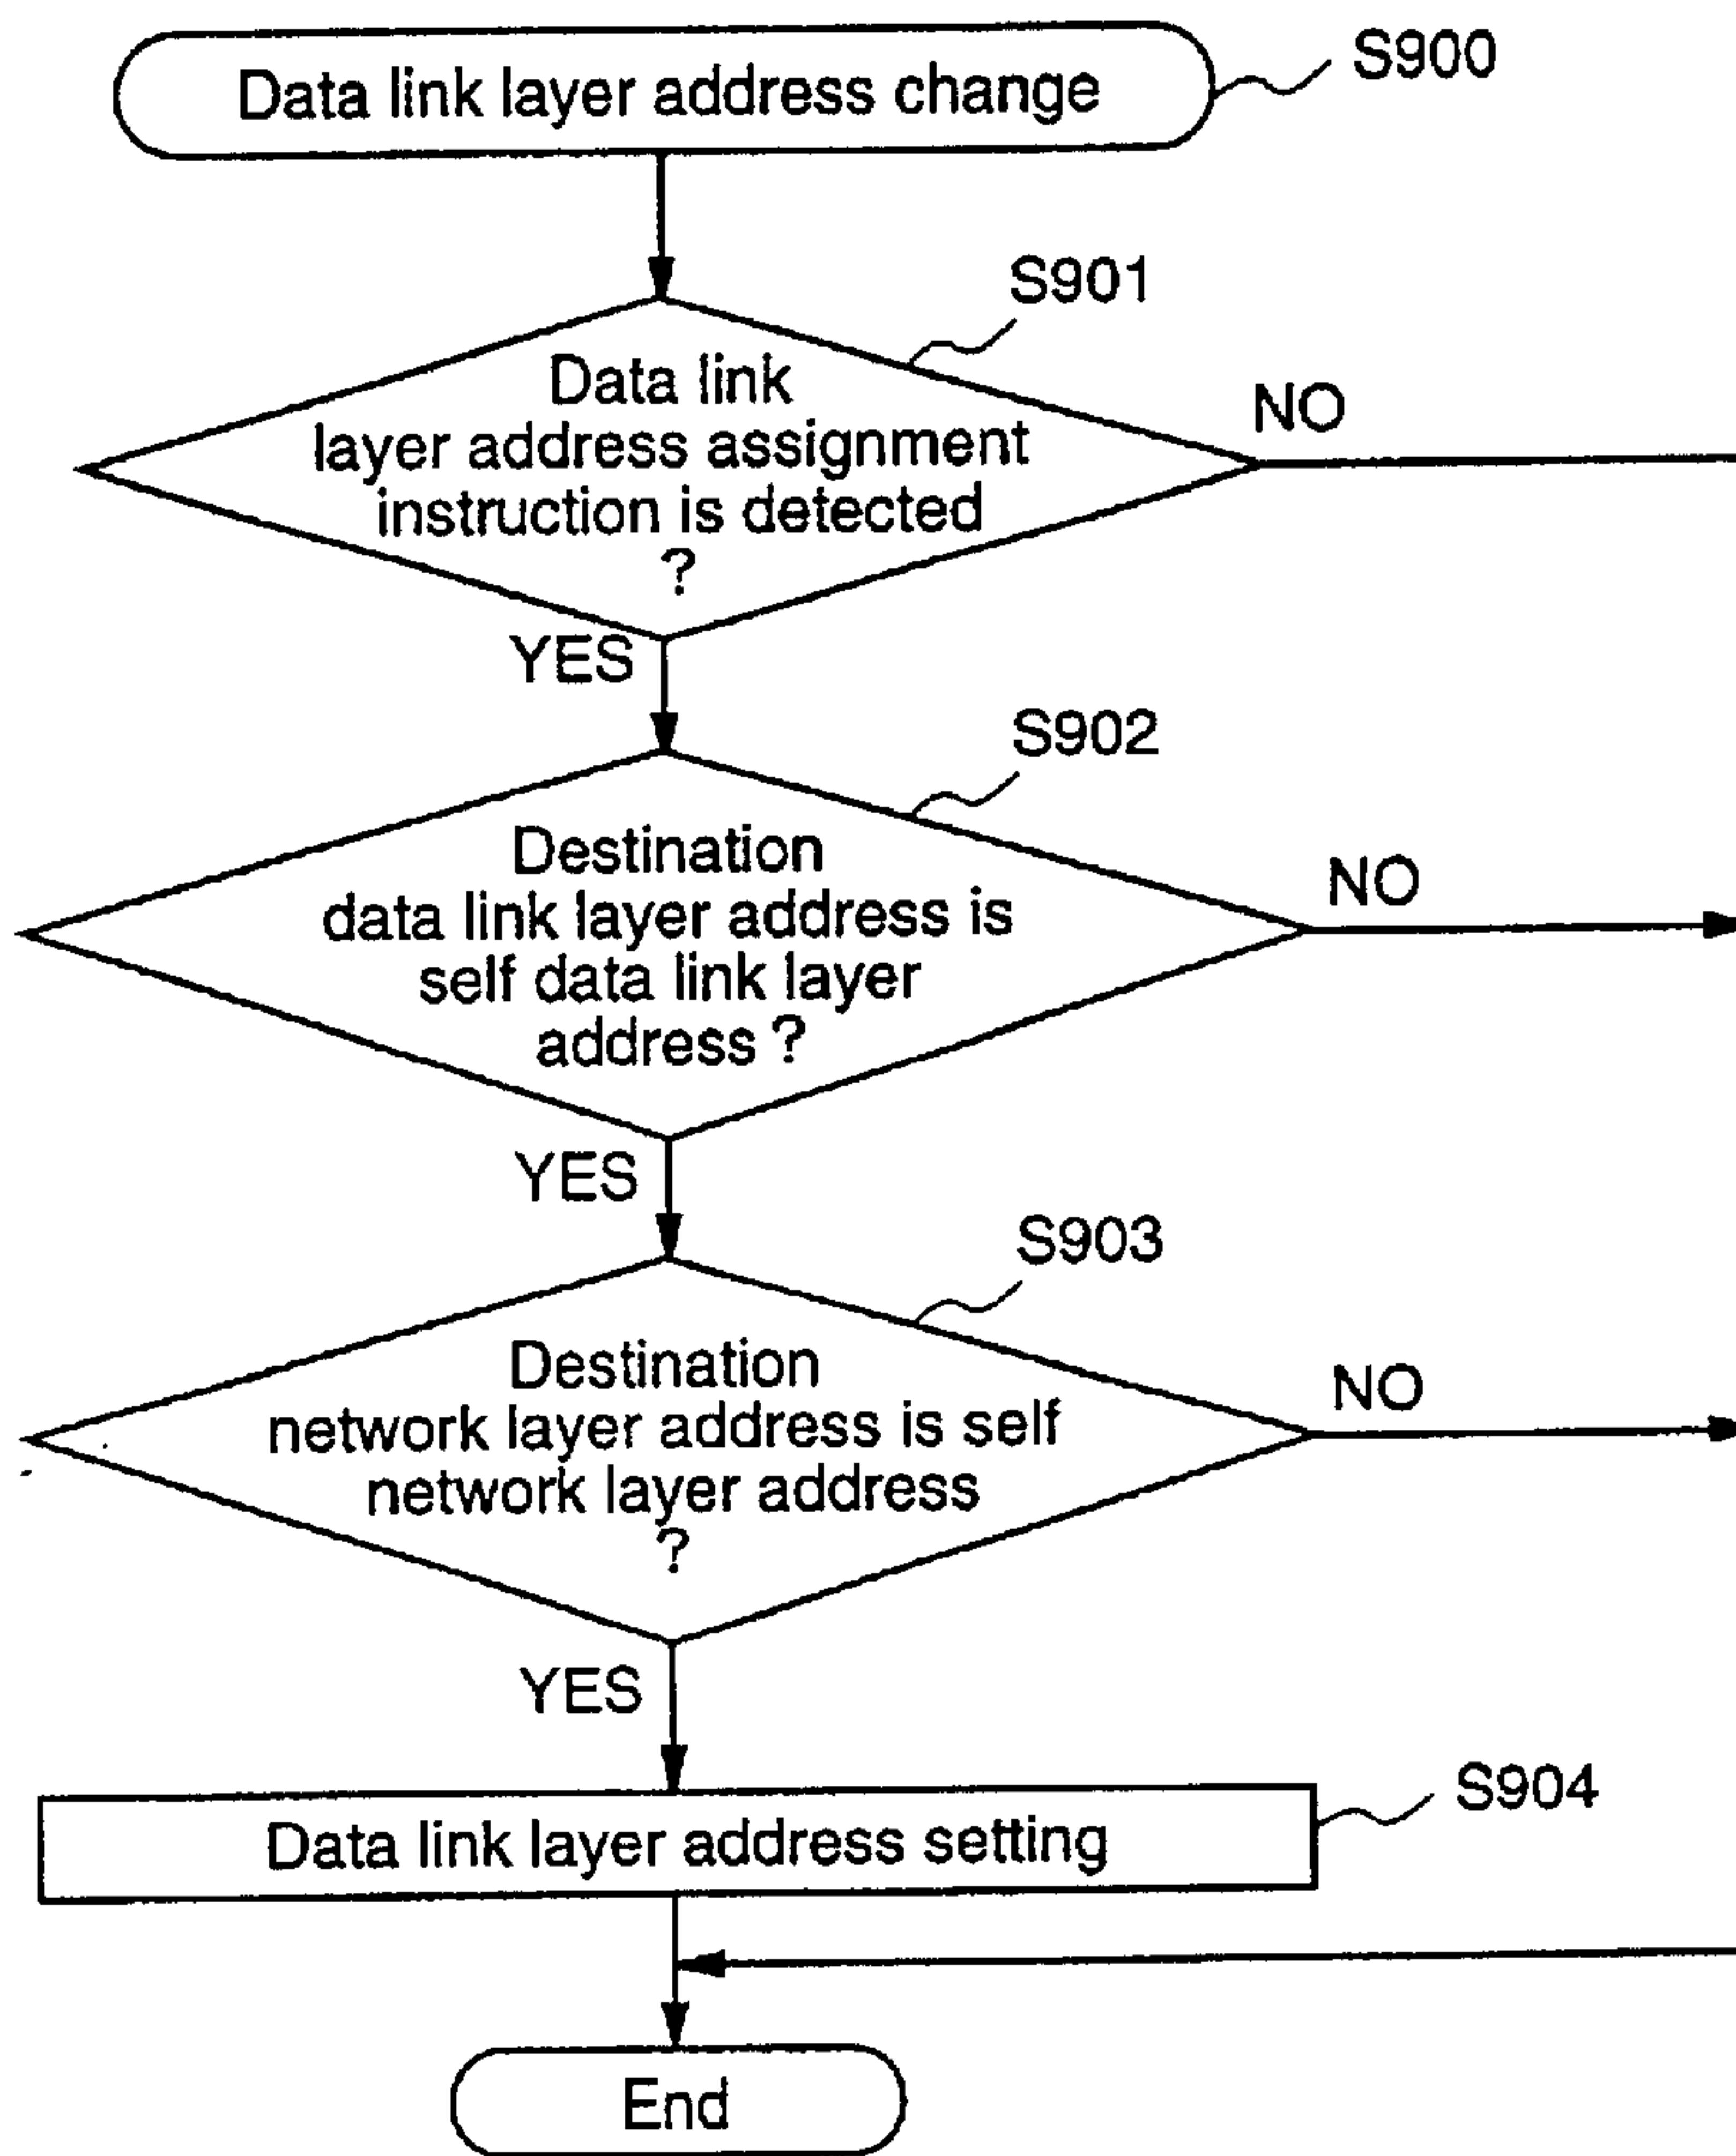 Data link layer address change
S900
S901
Data link
layer address assignment
instruction is detected
?
NO
YES
S902
Destination
data link layer address is
self data link layer
address ?
NO
YES
S903
Destination
network layer address is self
network layer address
?
NO
YES
S904
Data link layer address setting
End